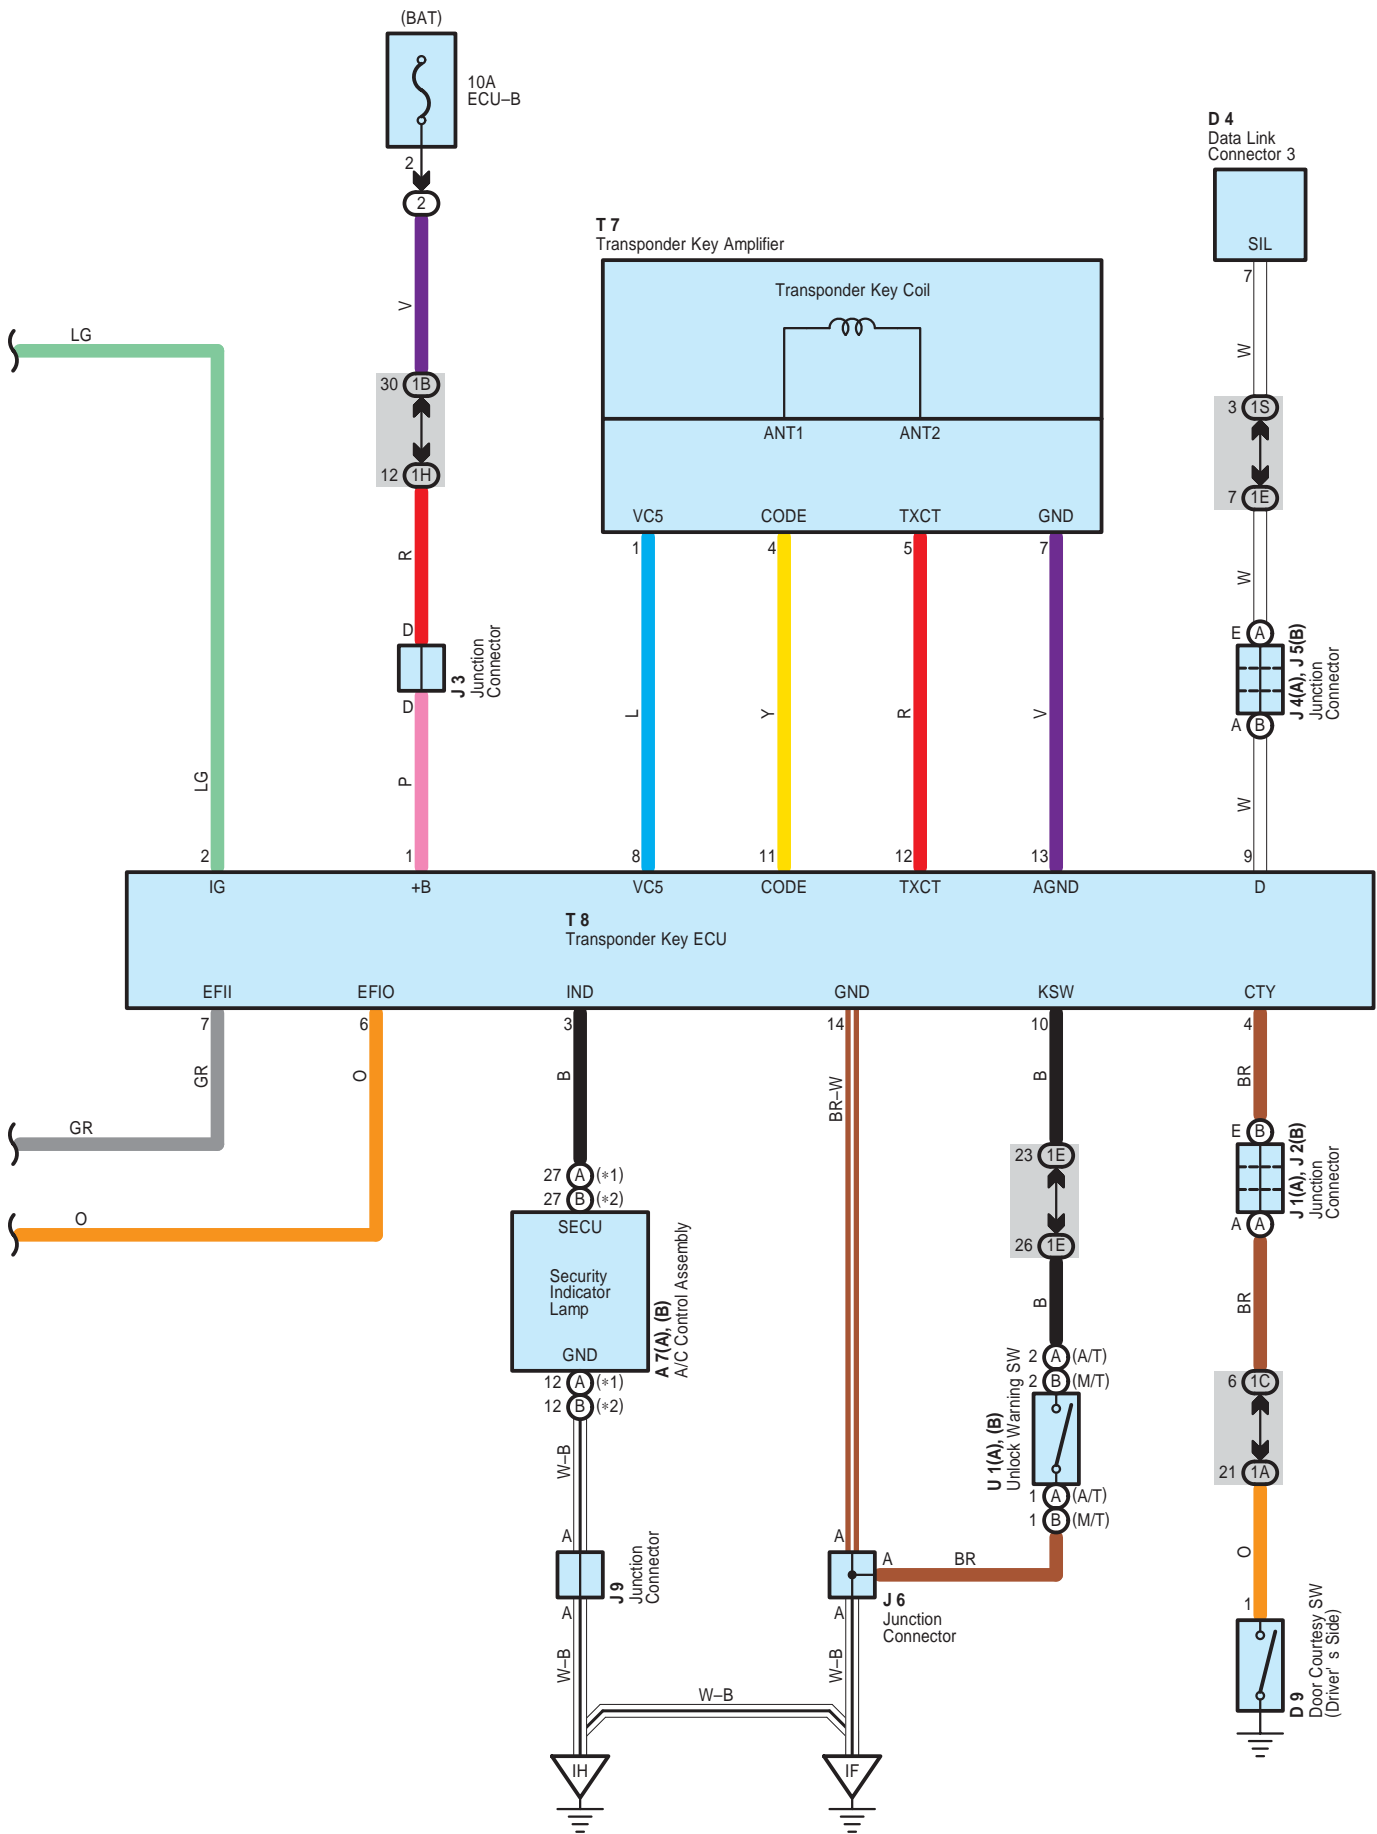 (BAT)
10A
ECU–B
2
2
V
30 1B
12 1H
R
D
J 3
Junction
Connector
D
P
1
LG
LG
2
T 7
Transponder Key Amplifier
Transponder Key Coil
ANT1 ANT2
VC5 CODE TXCT GND
1 4 5 7
L Y R V
8 11 12 13
D 4
Data Link
Connector 3
SIL
7
W
3 1S
7 1E
W
E A
J 4(A), J 5(B)
Junction
Connector
A B
W
9
IG +B VC5 CODE TXCT AGND D
T 8
Transponder Key ECU
EFII EFIO IND GND KSW CTY
7 6 3 14 10 4
GR
GR
O
O
B
27 A (*1)
27 B (*2)
SECU
Security
Indicator
Lamp
GND
A 7(A), (B)
A/C Control Assembly
12 A (*1)
12 B (*2)
W–B
A
J 9
Junction
Connector
A
W–B
W–B
IH
BR–W
A
A BR
J 6
Junction
Connector
A
W–B
IF
B
23 1E
26 1E
B
2 A (A/T)
2 B (M/T)
U 1(A), (B)
Unlock Warning SW
1 A (A/T)
1 B (M/T)
BR
E B
J 1(A), J 2(B)
Junction
Connector
A A
BR
6 1C
21 1A
O
1
D 9
Door Courtesy SW
(Driver' s Side)